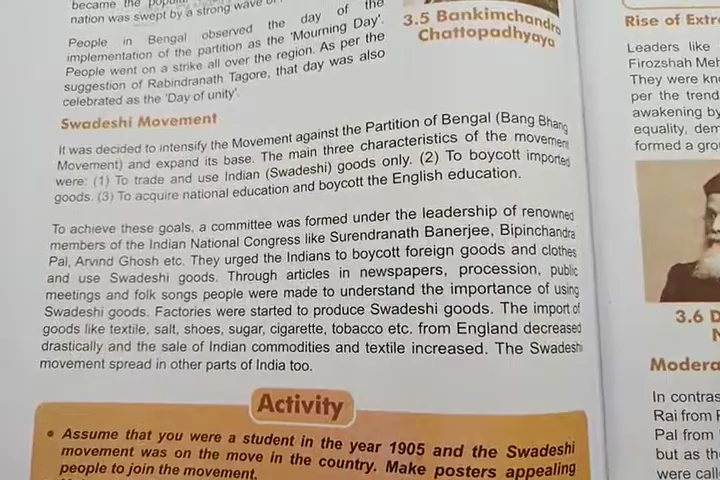 became the
nation was swept by a strong wave
People in Bengal observed the day of the
implementation of the partition as the 'Mourning Day'.
People went on a strike all over the region. As per the
suggestion of Rabindranath Tagore, that day was also
celebrated as the 'Day of unity'.
3.5 Bankimchandra
Chattopadhyaya
Swadeshi Movement
It was decided to intensify the Movement against the Partition of Bengal (Bang Bhang
Movement) and expand its base. The main three characteristics of the movement
were: (1) To trade and use Indian (Swadeshi) goods only. (2) To boycott imported
goods. (3) To acquire national education and boycott the English education.
To achieve these goals, a committee was formed under the leadership of renowned
members of the Indian National Congress like Surendranath Banerjee, Bipinchandra
Pal, Arvind Ghosh etc. They urged the Indians to boycott foreign goods and clothes
and use Swadeshi goods. Through articles in newspapers, procession, public
meetings and folk songs people were made to understand the importance of using
Swadeshi goods. Factories were started to produce Swadeshi goods. The import of
goods like textile, salt, shoes, sugar, cigarette, tobacco etc. from England decreased
drastically and the sale of Indian commodities and textile increased. The Swadeshi
movement spread in other parts of India too.
Activity
• Assume that you were a student in the year 1905 and the Swadeshi
movement was on the move in the country. Make posters appealing
people to join the movement.
Rise of Extr
Leaders like
Firozshah Meh
They were kn
per the trend
awakening by
equality, dem
formed a gro
3.6 D
Modera
In contras
Rai from P
Pal from
but as th
were call